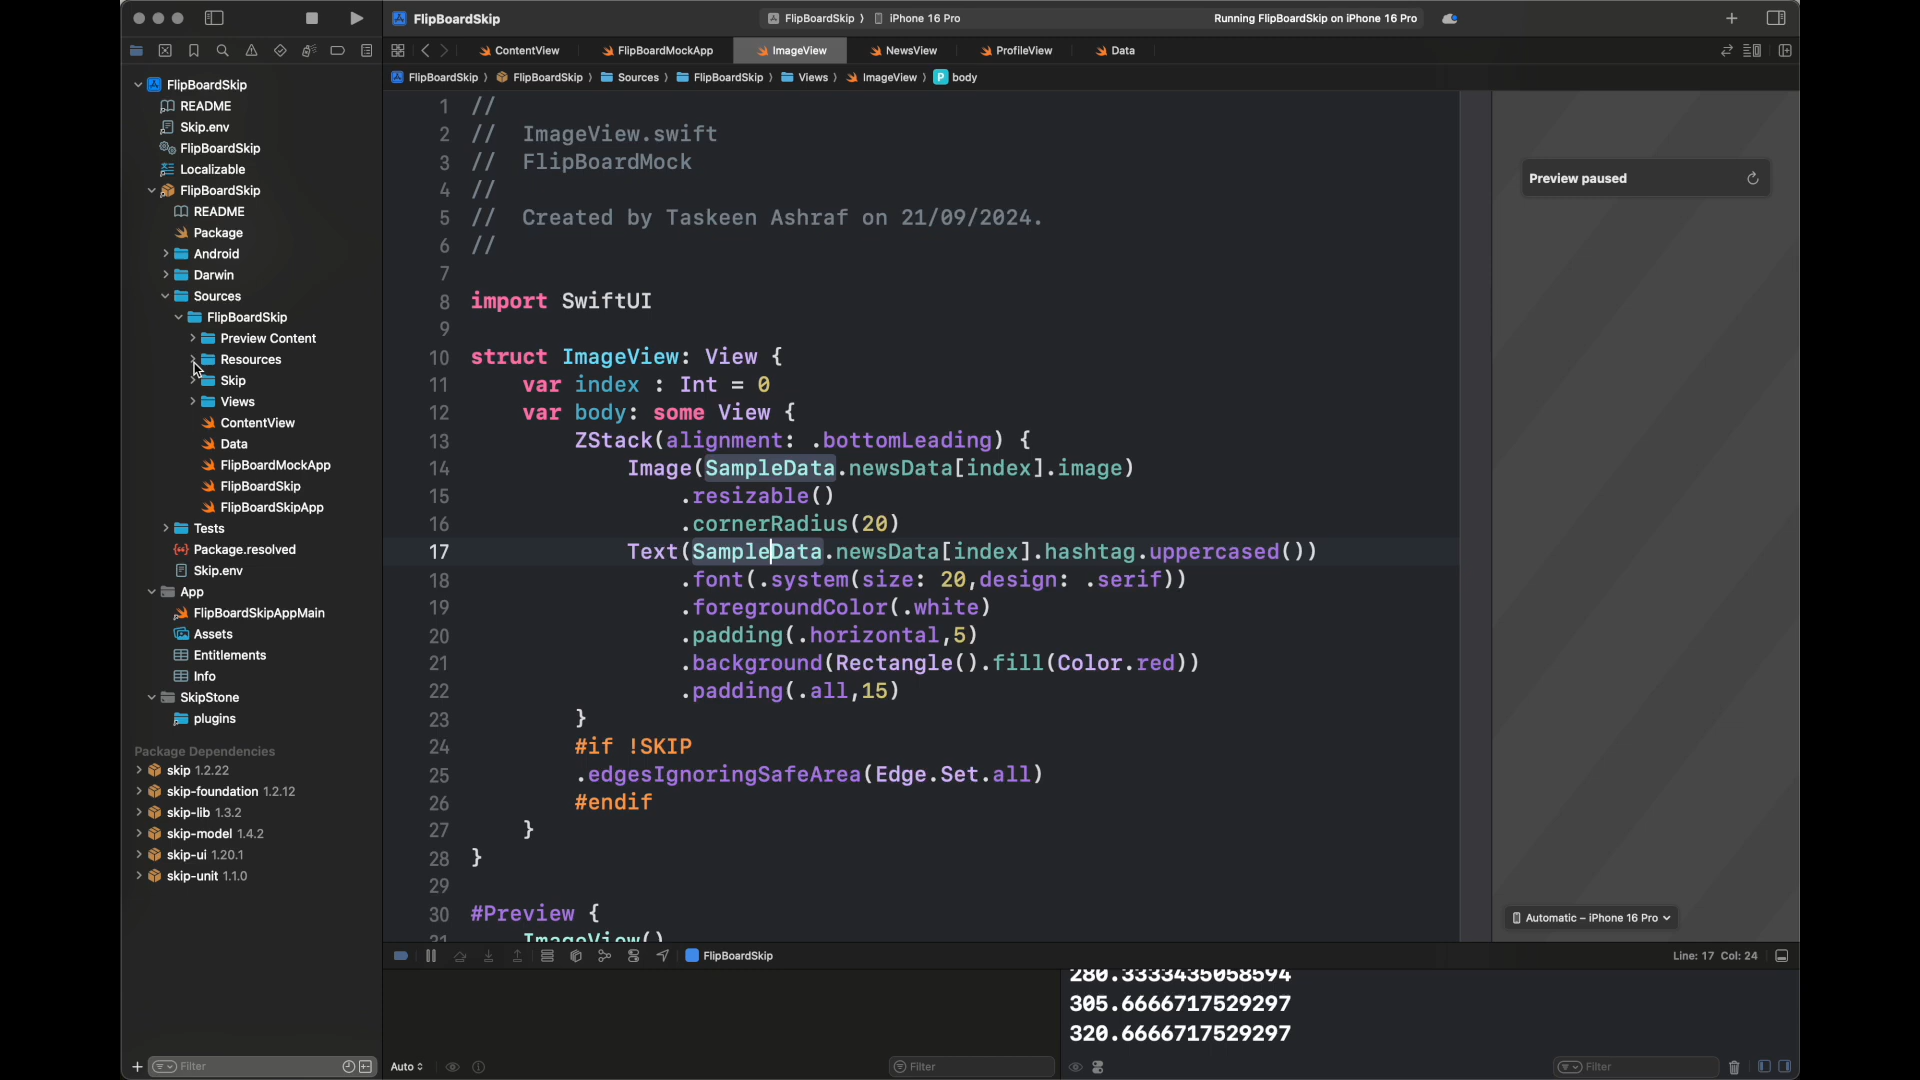 FlipBoardSkip
FlipBoardSkip
iPhone 16 Pro
Running FlipBoardSkip on iPhone 16 Pro
ContentView
FlipBoardMockApp
ImageView
NewsView
ProfileView
Data
FlipBoardSkip
FlipBoardSkip
Sources
FlipBoardSkip
Views
ImageView
P body
FlipBoardSkip
README
Skip.env
FlipBoardSkip
Localizable
FlipBoardSkip
README
Package
Android
Darwin
Sources
FlipBoardSkip
Preview Content
Resources
Skip
Views
ContentView
Data
FlipBoardMockApp
FlipBoardSkip
FlipBoardSkipApp
Tests
Package.resolved
Skip.env
App
FlipBoardSkipAppMain
Assets
Entitlements
Info
SkipStone
plugins
Package Dependencies
skip 1.2.22
skip-foundation 1.2.12
skip-lib 1.3.2
skip-model 1.4.2
skip-ui 1.20.1
skip-unit 1.1.0
Filter
1 //
2 //  ImageView.swift
3 //  FlipBoardMock
4 //
5 //  Created by Taskeen Ashraf on 21/09/2024.
6 //
7
8 import SwiftUI
9
10 struct ImageView: View {
11     var index : Int = 0
12     var body: some View {
13         ZStack(alignment: .bottomLeading) {
14             Image(SampleData.newsData[index].image)
15                 .resizable()
16                 .cornerRadius(20)
17             Text(SampleData.newsData[index].hashtag.uppercased())
18                 .font(.system(size: 20,design: .serif))
19                 .foregroundColor(.white)
20                 .padding(.horizontal,5)
21                 .background(Rectangle().fill(Color.red))
22                 .padding(.all,15)
23         }
24         #if !SKIP
25         .edgesIgnoringSafeArea(Edge.Set.all)
26         #endif
27     }
28 }
29
30 #Preview {
31     ImageView()
Preview paused
Automatic – iPhone 16 Pro
FlipBoardSkip
Line: 17 Col: 24
280.3333435058594
305.6666717529297
320.6666717529297
Auto
Filter
Filter